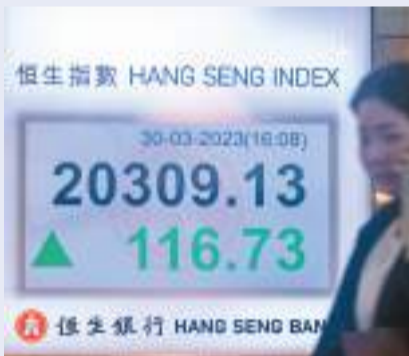 恒生指數 HANG SENG INDEX
30-03-2023(16:08)
20309.13
▲ 116.73
恒生銀行 HANG SENG BAN